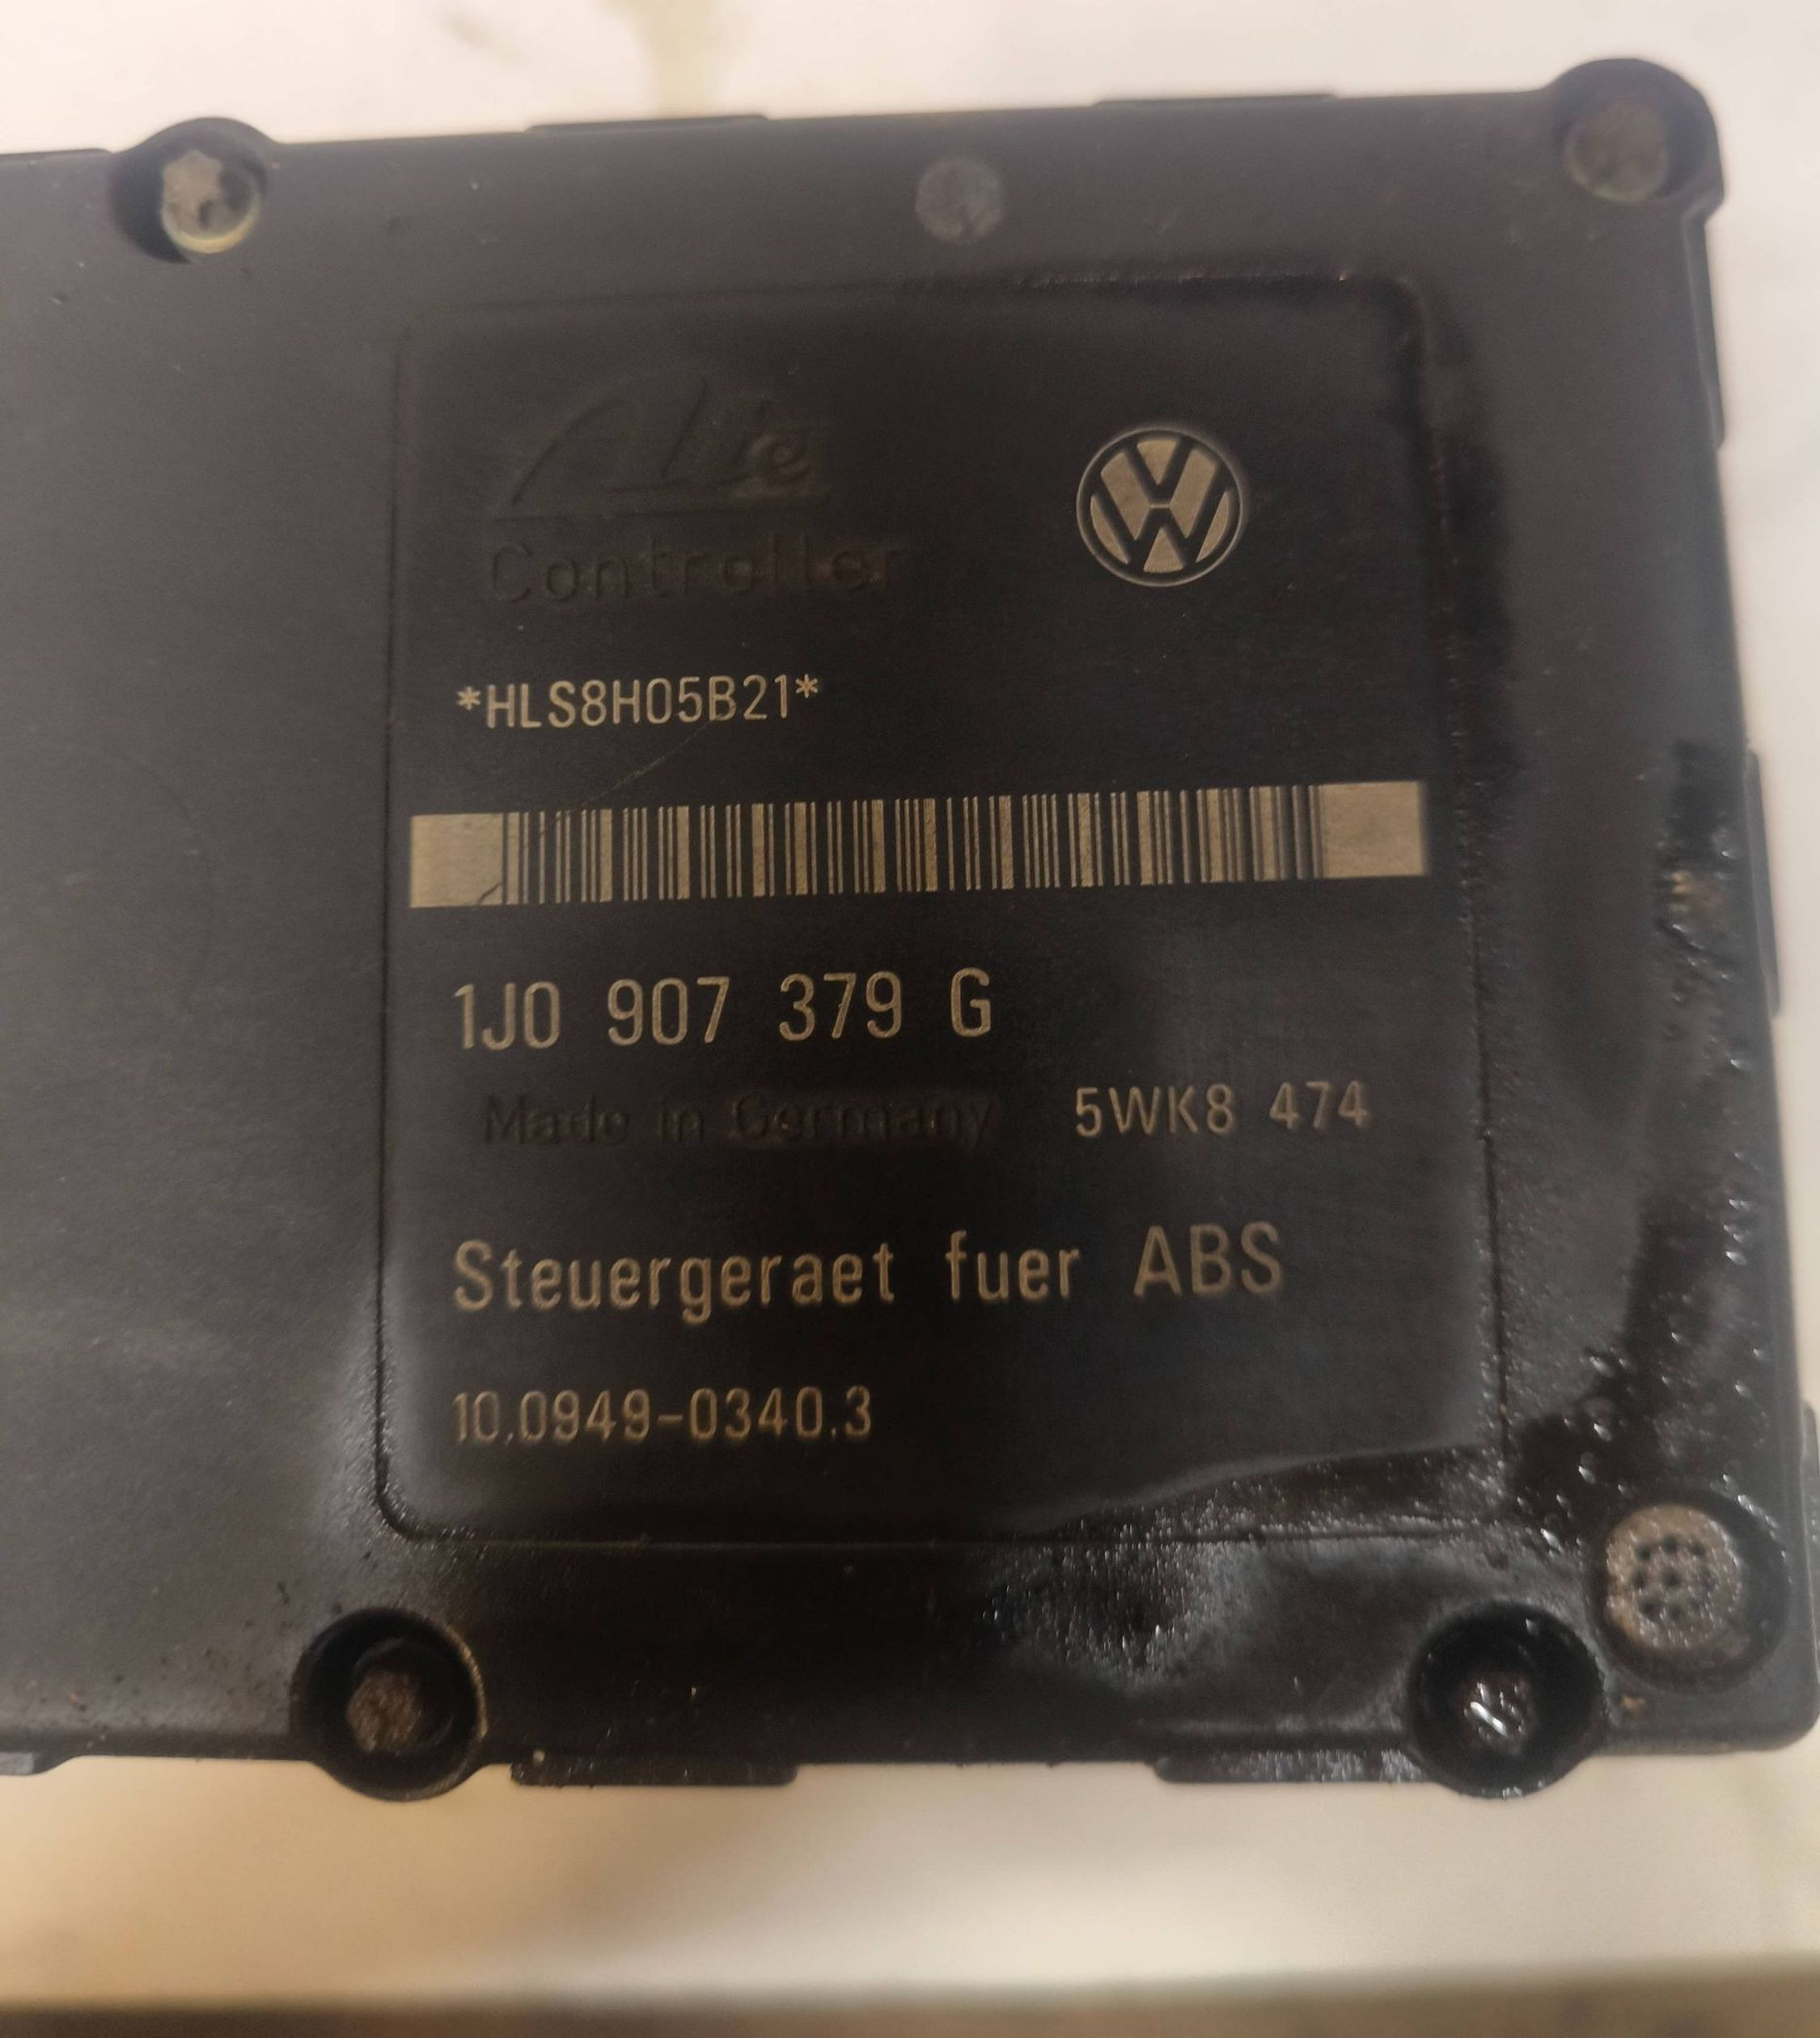 Ate
Controller
*HLS8H05B21*
1J0 907 379 G
Made in Germany 5WK8 474
Steuergeraet fuer ABS
10.0949-0340.3